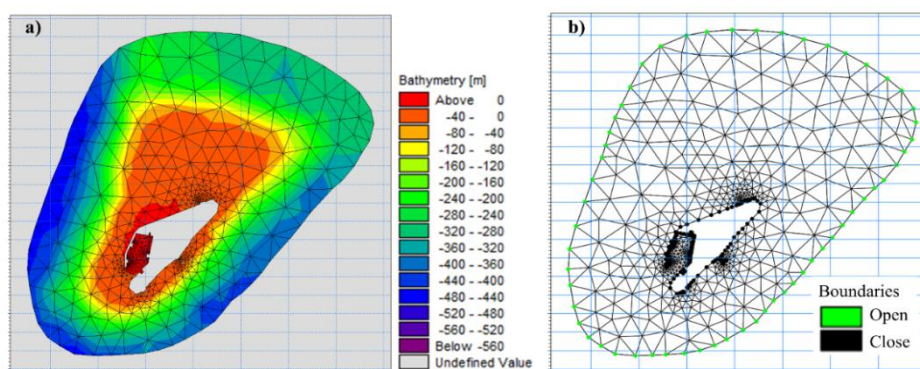 a)
Bathymetry [m]
Above 0
-40 - 0
-80 - -40
-120 - -80
-160 - -120
-200 - -160
-240 - -200
-280 - -240
-320 - -280
-360 - -320
-400 - -360
-440 - -400
-480 - -440
-520 - -480
-560 - -520
Below -560
Undefined Value
b)
Boundaries
Open
Close